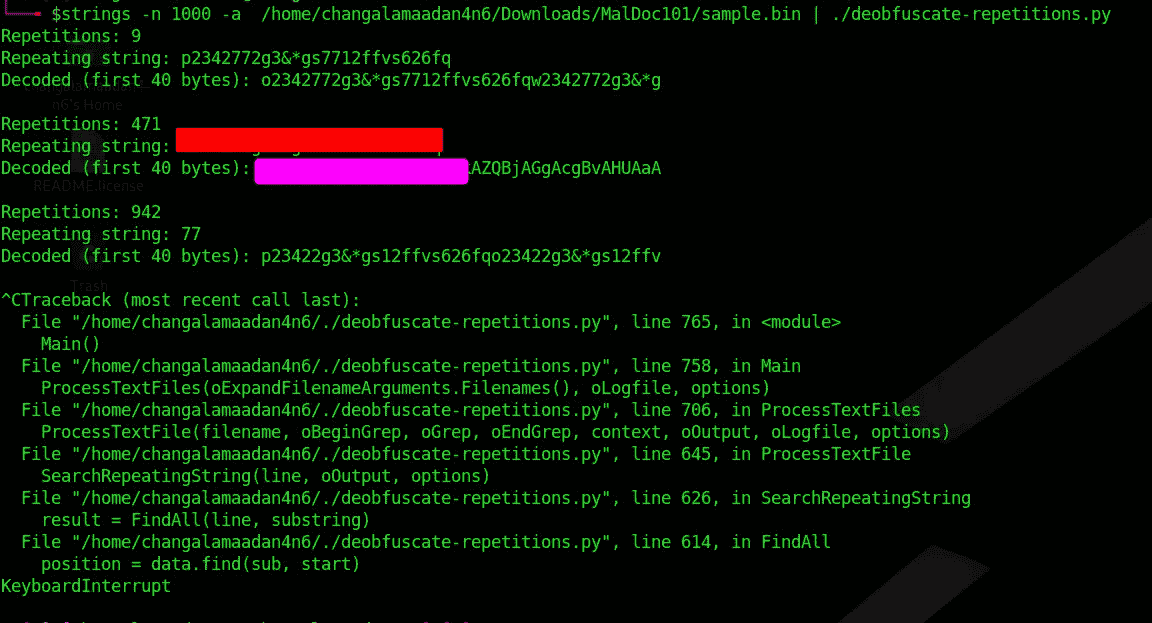 $strings -n 1000 -a  /home/changalamaadan4n6/Downloads/MalDoc101/sample.bin | ./deobfuscate-repetitions.py
Repetitions: 9
Repeating string: p2342772g3&*gs7712ffvs626fq
Decoded (first 40 bytes): o2342772g3&*gs7712ffvs626fqw2342772g3&*g
n6's Home
Repetitions: 471
Repeating string:
Decoded (first 40 bytes): AZQBjAGgAcgBvAHUAaA
README.license
Repetitions: 942
Repeating string: 77
Decoded (first 40 bytes): p23422g3&*gs12ffvs626fqo23422g3&*gs12ffv
Trash
^CTraceback (most recent call last):
  File "/home/changalamaadan4n6/./deobfuscate-repetitions.py", line 765, in <module>
    Main()
  File "/home/changalamaadan4n6/./deobfuscate-repetitions.py", line 758, in Main
    ProcessTextFiles(oExpandFilenameArguments.Filenames(), oLogfile, options)
  File "/home/changalamaadan4n6/./deobfuscate-repetitions.py", line 706, in ProcessTextFiles
    ProcessTextFile(filename, oBeginGrep, oGrep, oEndGrep, context, oOutput, oLogfile, options)
  File "/home/changalamaadan4n6/./deobfuscate-repetitions.py", line 645, in ProcessTextFile
    SearchRepeatingString(line, oOutput, options)
  File "/home/changalamaadan4n6/./deobfuscate-repetitions.py", line 626, in SearchRepeatingString
    result = FindAll(line, substring)
  File "/home/changalamaadan4n6/./deobfuscate-repetitions.py", line 614, in FindAll
    position = data.find(sub, start)
KeyboardInterrupt